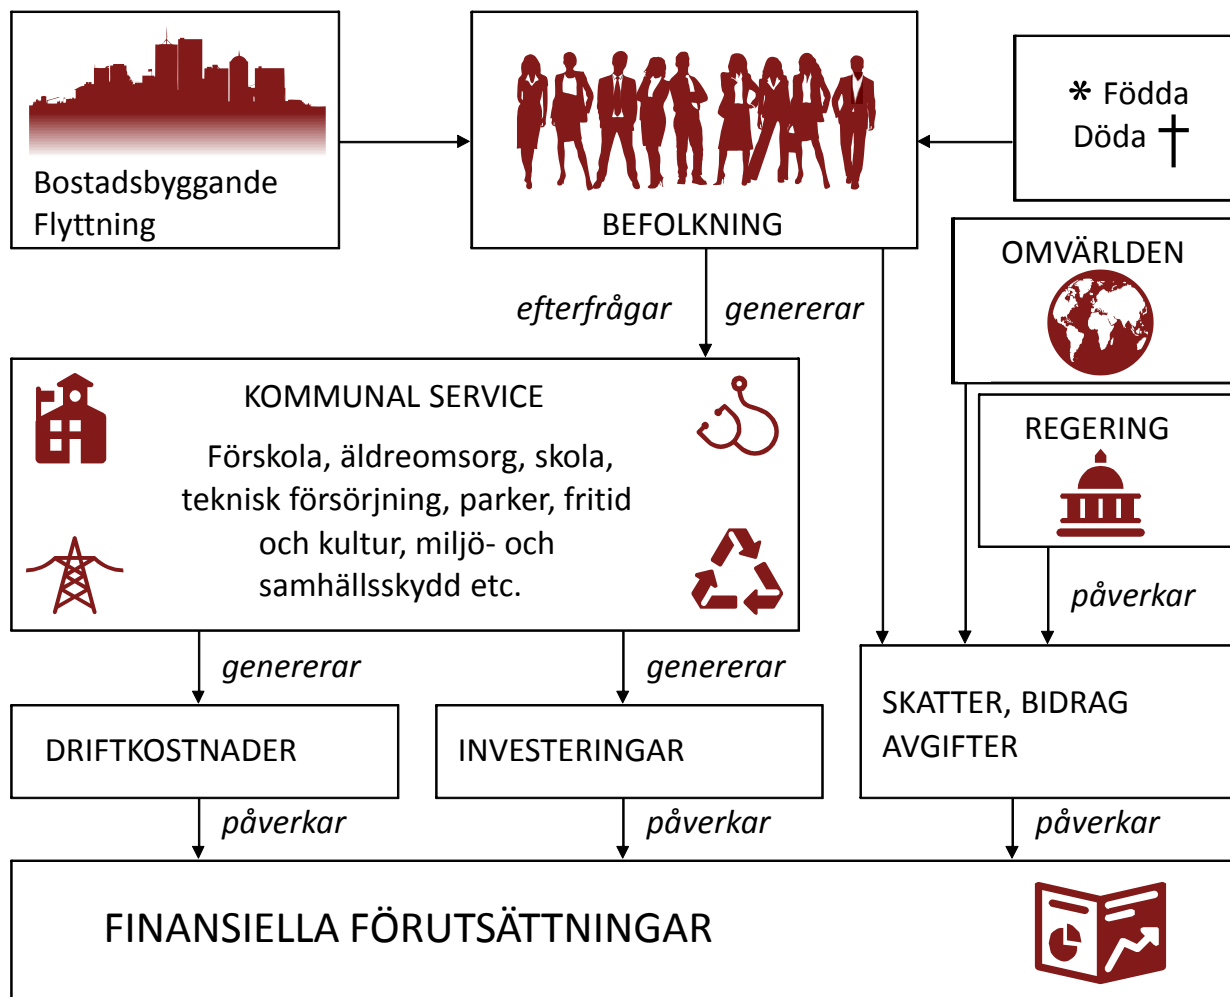 Bostadsbyggande
Flyttning
BEFOLKNING
* Födda
Döda †
OMVÄRLDEN
efterfrågar
genererar
KOMMUNAL SERVICE
Förskola, äldreomsorg, skola,
teknisk försörjning, parker, fritid
och kultur, miljö- och
samhällsskydd etc.
REGERING
påverkar
genererar
genererar
DRIFTKOSTNADER
INVESTERINGAR
SKATTER, BIDRAG
AVGIFTER
påverkar
påverkar
påverkar
FINANSIELLA FÖRUTSÄTTNINGAR